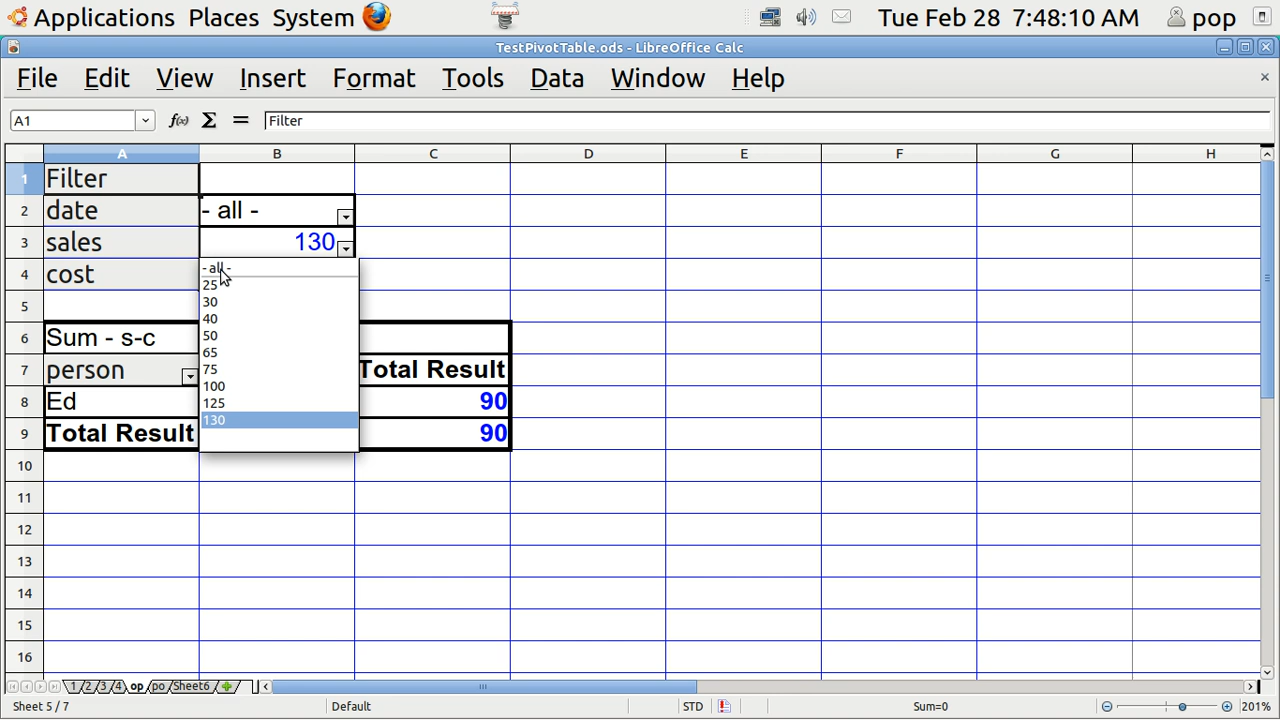 Applications Places System Tue Feb 28 7:48:10 AM pop
TestPivotTable.ods - LibreOffice Calc
File Edit View Insert Format Tools Data Window Help
A1 f(x) Σ = Filter
A B C D E F G H
1 Filter
2 date - all -
3 sales 130
4 cost
- all -
25
5
30
40
6 Sum - s-c
50
65
7 person Total Result
75
100
8 Ed 90
125
130
9 Total Result 90
10
11
12
13
14
15
16
1 2 3 4 op po Sheet6
Sheet 5 / 7 Default STD Sum=0 201%